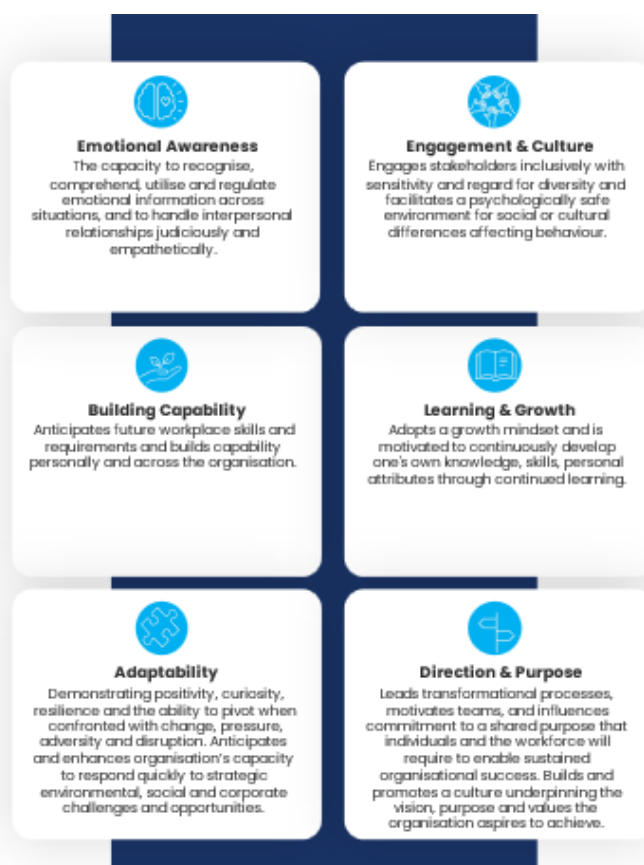 Emotional Awareness
The capacity to recognise,
comprehend, utilise and regulate
emotional information across
situations, and to handle interpersonal
relationships judiciously and
empathetically.
Engagement & Culture
Engages stakeholders inclusively with
sensitivity and regard for diversity and
facilitates a psychologically safe
environment for social or cultural
differences affecting behaviour.
Building Capability
Anticipates future workplace skills and
requirements and builds capability
personally and across the organisation.
Learning & Growth
Adopts a growth mindset and is
motivated to continuously develop
one's own knowledge, skills, personal
attributes through continued learning.
Adaptability
Demonstrating positivity, curiosity,
resilience and the ability to pivot when
confronted with change, pressure,
adversity and disruption. Anticipates
and enhances organisation's capacity
to respond quickly to strategic
environmental, social and corporate
challenges and opportunities.
Direction & Purpose
Leads transformational processes,
motivates teams, and influences
commitment to a shared purpose that
individuals and the workforce will
require to enable sustained
organisational success. Builds and
promotes a culture underpinning the
vision, purpose and values the
organisation aspires to achieve.